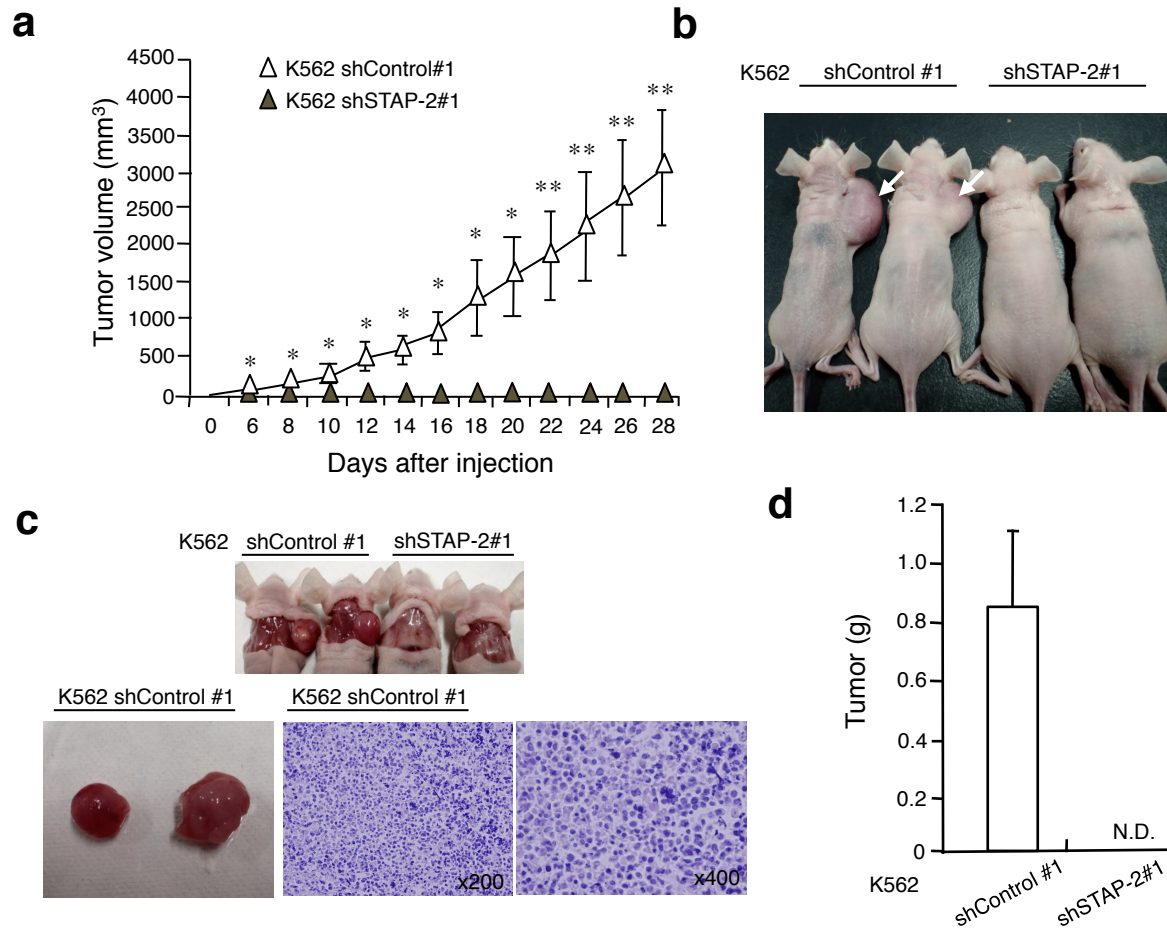 a
4500
4000
3500
3000
2500
2000
1500
1000
500
0
Tumor volume (mm³)
K562 shControl#1
K562 shSTAP-2#1
* * * * * * * * ** ** ** **
0 6 8 10 12 14 16 18 20 22 24 26 28
Days after injection
b
K562 shControl #1 shSTAP-2#1
c
K562 shControl #1 shSTAP-2#1
K562 shControl #1 K562 shControl #1
x200 x400
d
1.2
1.0
0.8
0.6
0.4
0.2
0
Tumor (g)
N.D.
K562 shControl #1 shSTAP-2#1